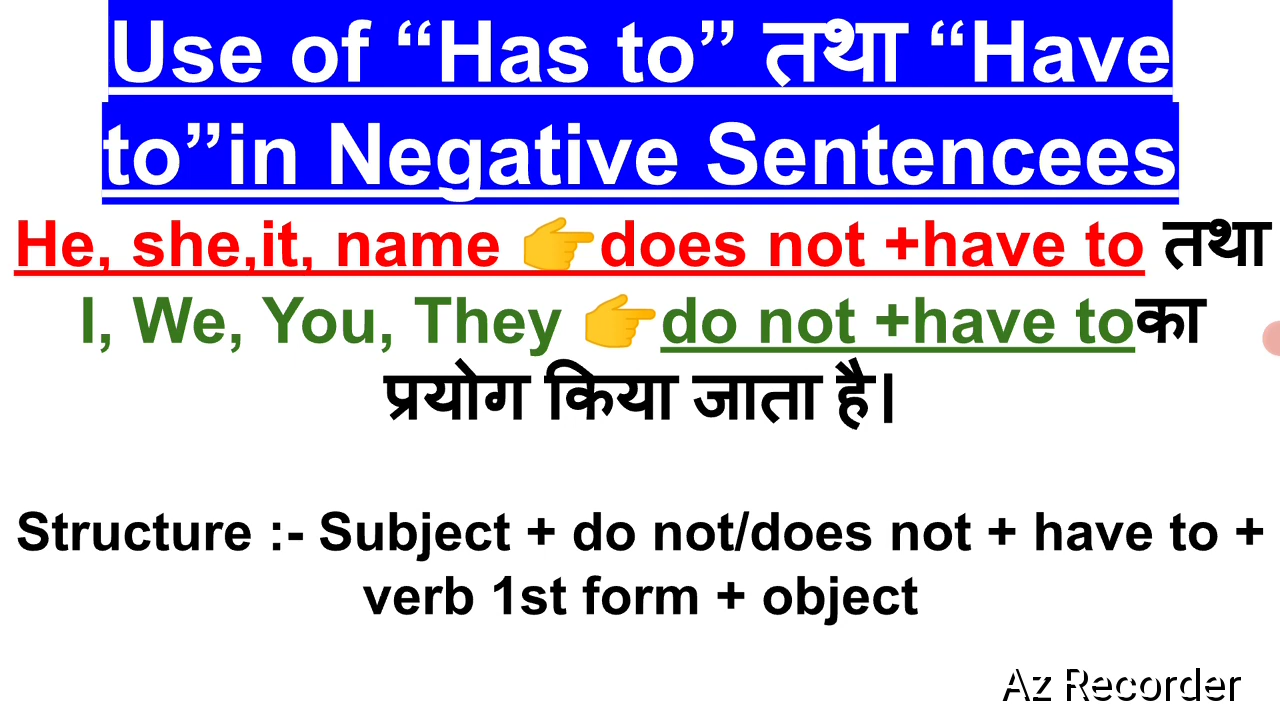 Use of “Has to” तथा “Have
to”in Negative Sentencees
He, she,it, name 👉does not +have to तथा
I, We, You, They 👉do not +have toका
प्रयोग किया जाता है।
Structure :- Subject + do not/does not + have to +
verb 1st form + object
Az Recorder